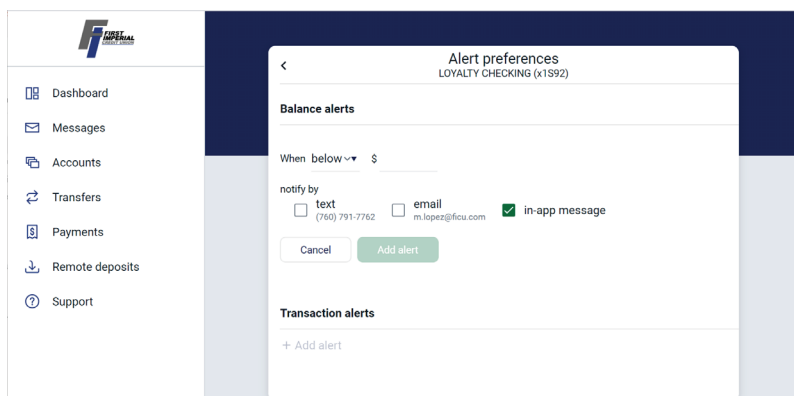 FIRST
IMPERIAL
CREDIT UNION
Dashboard
Messages
Accounts
Transfers
Payments
Remote deposits
Support
Alert preferences
LOYALTY CHECKING (x1S92)
Balance alerts
When below $
notify by
text
(760) 791-7762
email
m.lopez@ficu.com
in-app message
Cancel
Add alert
Transaction alerts
+ Add alert